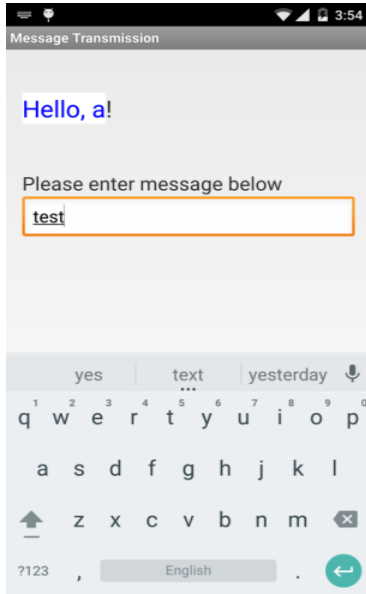 3:54
Message Transmission
Hello, a!
Please enter message below
test
yes text yesterday
1 2 3 4 5 6 7 8 9 0
q w e r t y u i o p
a s d f g h j k l
z x c v b n m
?123 , English .